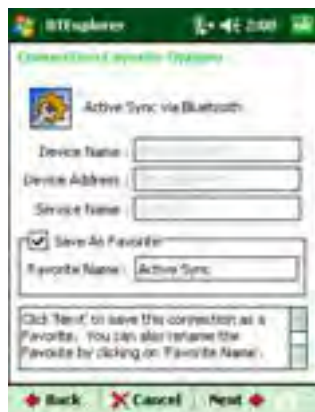 BTExplorer 2:00
Connection Favorite Options
Active Sync via Bluetooth
Device Name :
Device Address :
Service Name :
Save As Favorite
Favorite Name : Active Sync
Click 'Next' to save this connection as a
Favorite. You can also rename the
Favorite by clicking on 'Favorite Name'.
Back Cancel Next